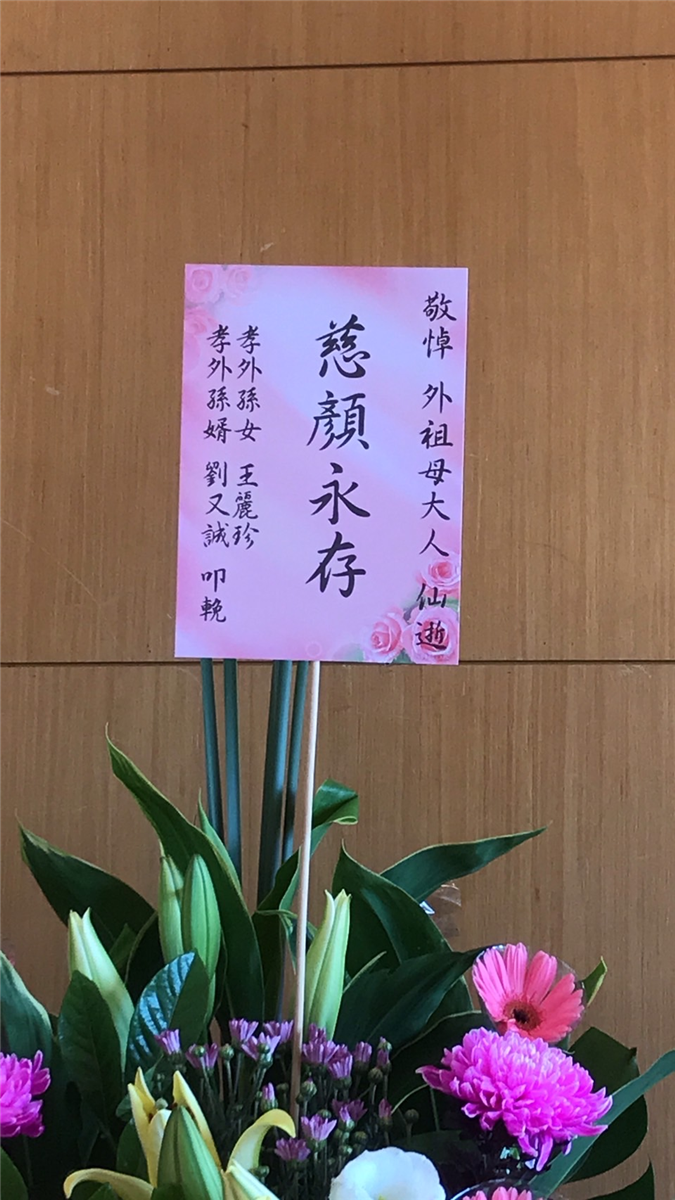 敬悼 外祖母大人 仙逝
慈顏永存
孝外孫女 王麗珍
孝外孫婿 劉又誠 叩輓